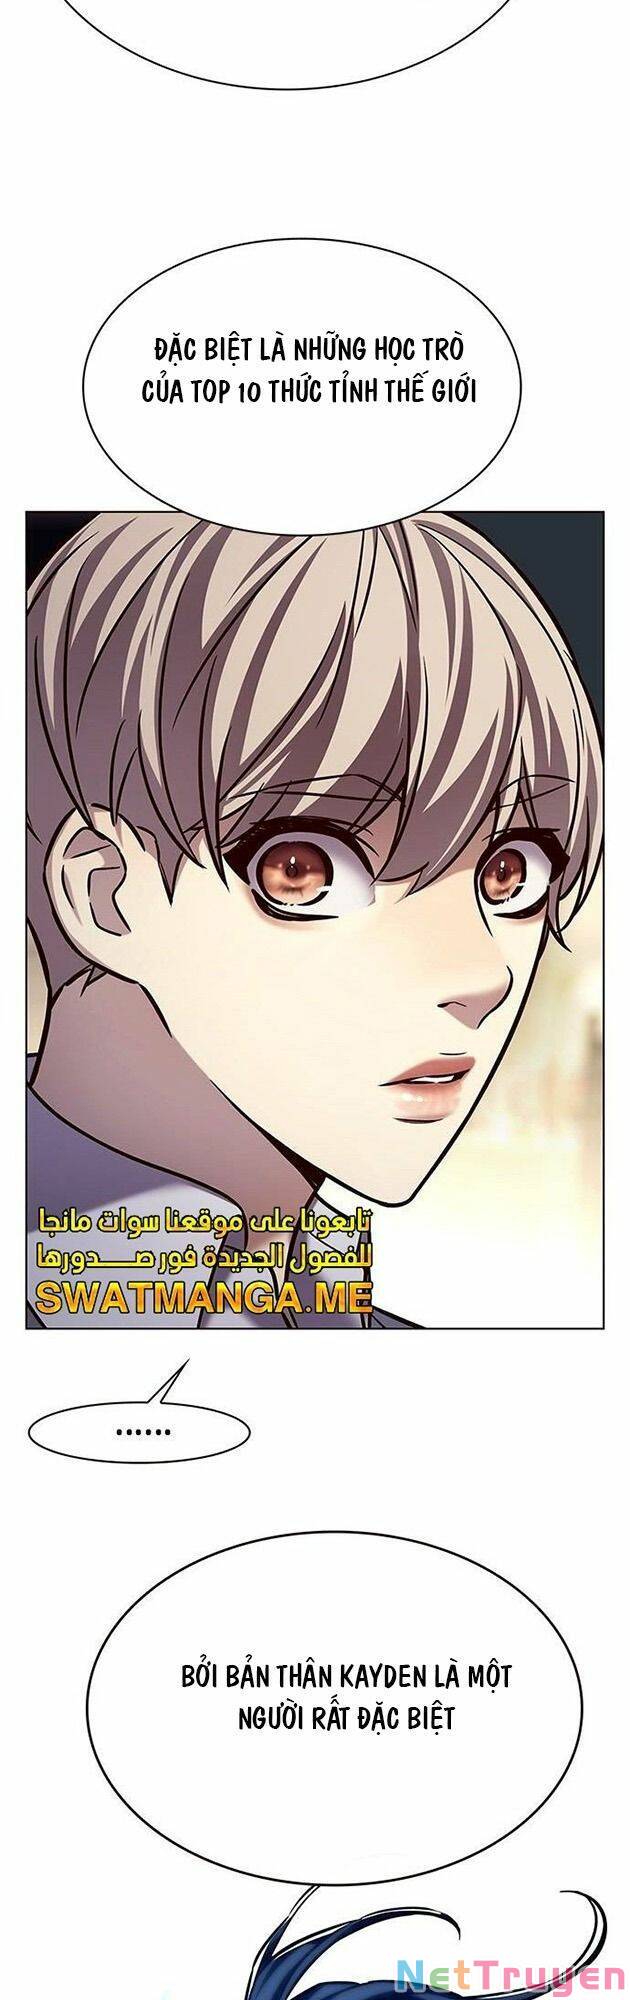 ĐẶC BIỆT LÀ NHỮNG HỌC TRÒ
CỦA TOP 10 THỨC TỈNH THẾ GIỚI
تابعونا على موقعنا سوات مانجا
للفصول الجديدة فور صـــدورها
SWATMANGA.ME
......
BỞI BẢN THÂN KAYDEN LÀ MỘT
NGƯỜI RẤT ĐẶC BIỆT
NetTruyen